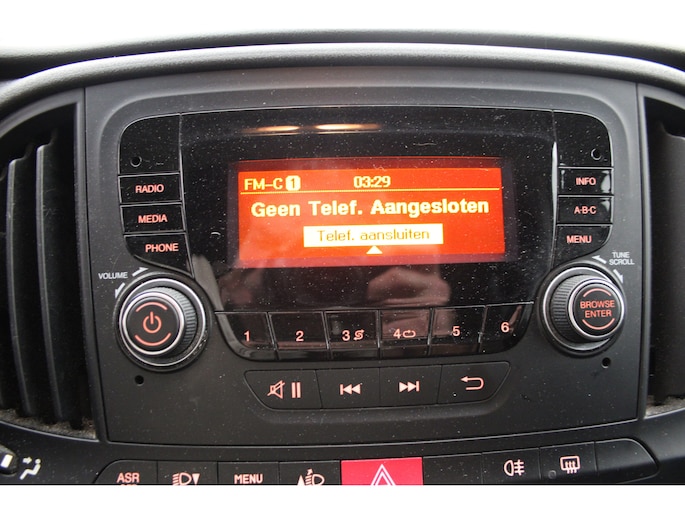 FM-C 1 03:29
Geen Telef. Aangesloten
Telef. aansluiten
RADIO
MEDIA
PHONE
INFO
A-B-C
MENU
VOLUME
TUNE
SCROLL
BROWSE
ENTER
1 2 3 4 5 6
ASR
MENU